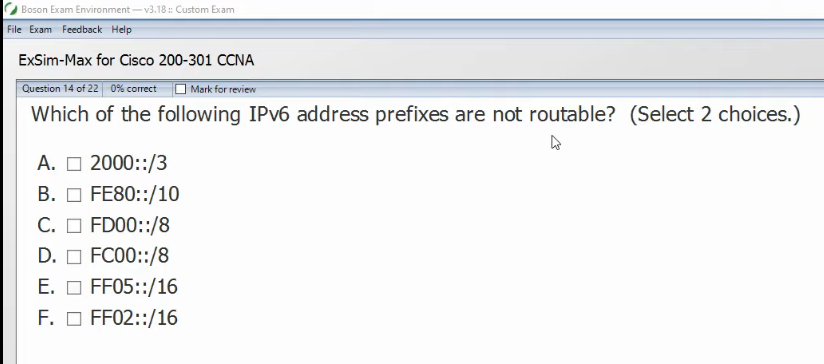 Boson Exam Environment — v3.18 :: Custom Exam
File Exam Feedback Help
ExSim-Max for Cisco 200-301 CCNA
Question 14 of 22 0% correct Mark for review
Which of the following IPv6 address prefixes are not routable? (Select 2 choices.)
A. 2000::/3
B. FE80::/10
C. FD00::/8
D. FC00::/8
E. FF05::/16
F. FF02::/16